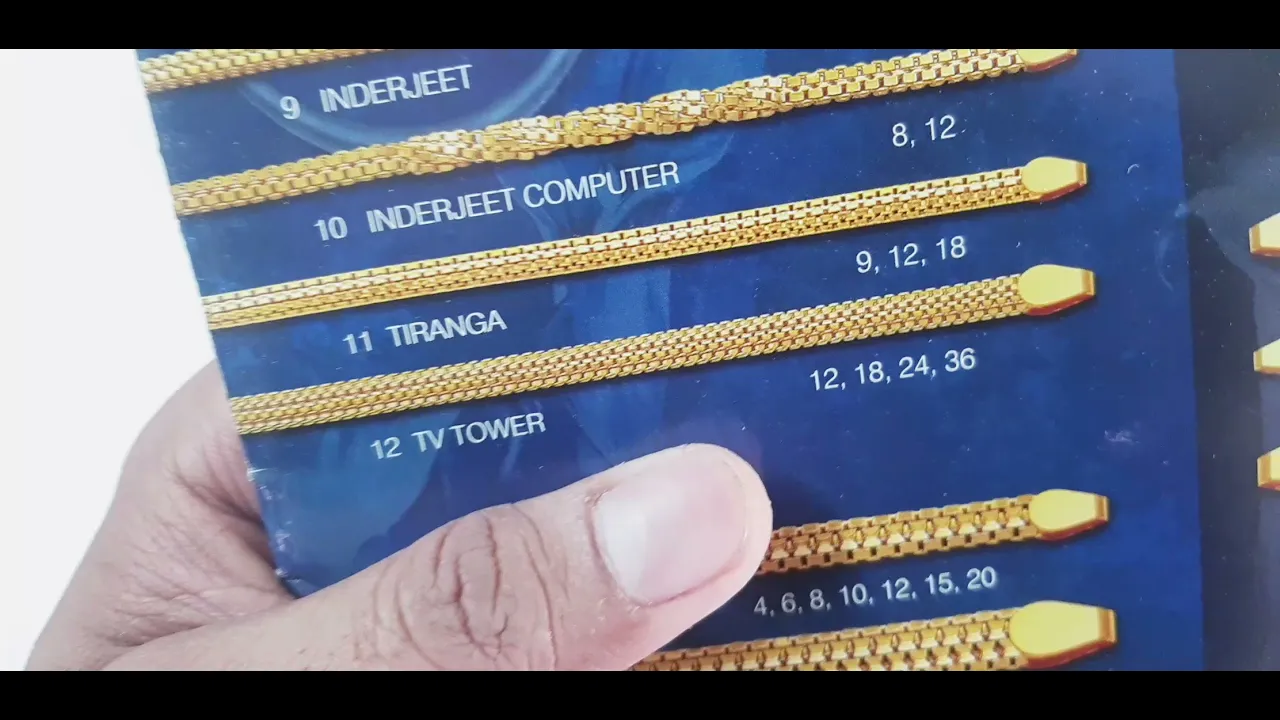 9 INDERJEET
8, 12
10 INDERJEET COMPUTER
9, 12, 18
11 TIRANGA
12, 18, 24, 36
12 TV TOWER
4, 6, 8, 10, 12, 15, 20